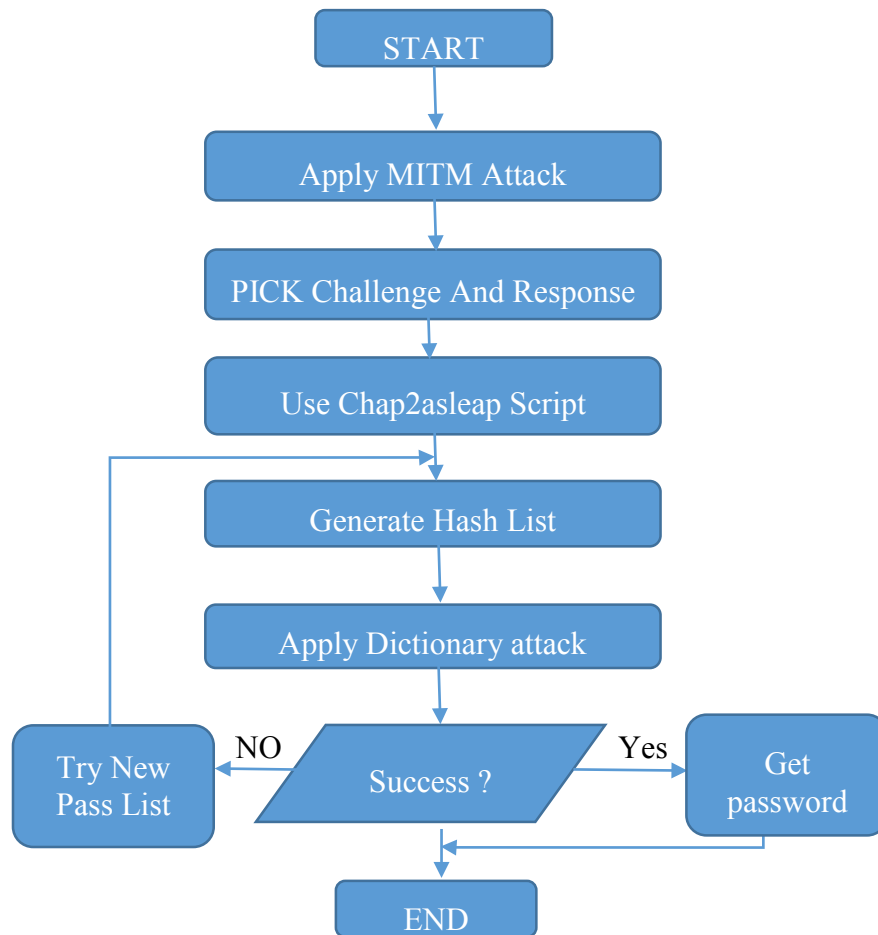 START
Apply MITM Attack
PICK Challenge And Response
Use Chap2asleap Script
Generate Hash List
Apply Dictionary attack
NO
Yes
Try New
Pass List
Success ?
Get
password
END